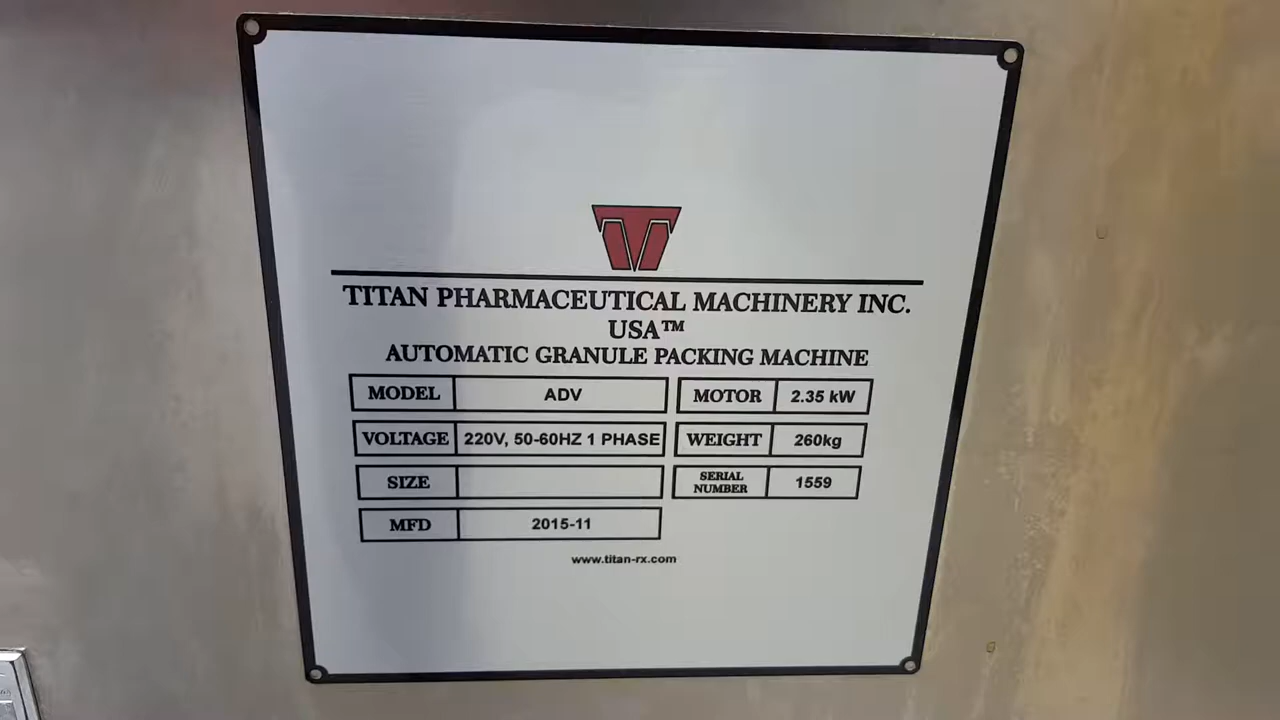 TITAN PHARMACEUTICAL MACHINERY INC.
USA™
AUTOMATIC GRANULE PACKING MACHINE
MODEL ADV MOTOR 2.35 kW
VOLTAGE 220V, 50-60HZ 1 PHASE WEIGHT 260kg
SIZE SERIAL NUMBER 1559
MFD 2015-11
www.titan-rx.com